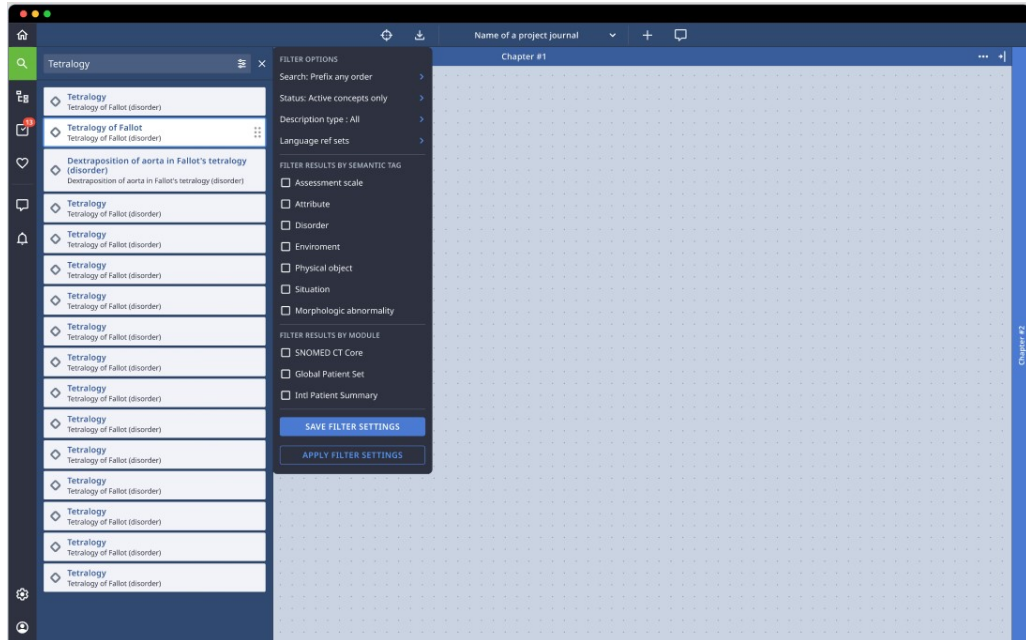 Name of a project journal
Tetralogy
Chapter #1
13
Tetralogy
Tetralogy of Fallot (disorder)
Tetralogy of Fallot
Tetralogy of Fallot (disorder)
Dextraposition of aorta in Fallot's tetralogy
(disorder)
Dextraposition of aorta in Fallot's tetralogy (disorder)
Tetralogy
Tetralogy of Fallot (disorder)
Tetralogy
Tetralogy of Fallot (disorder)
Tetralogy
Tetralogy of Fallot (disorder)
Tetralogy
Tetralogy of Fallot (disorder)
Tetralogy
Tetralogy of Fallot (disorder)
Tetralogy
Tetralogy of Fallot (disorder)
Tetralogy
Tetralogy of Fallot (disorder)
Tetralogy
Tetralogy of Fallot (disorder)
Tetralogy
Tetralogy of Fallot (disorder)
Tetralogy
Tetralogy of Fallot (disorder)
Tetralogy
Tetralogy of Fallot (disorder)
Tetralogy
Tetralogy of Fallot (disorder)
Tetralogy
Tetralogy of Fallot (disorder)
FILTER OPTIONS
Search: Prefix any order
Status: Active concepts only
Description type : All
Language ref sets
FILTER RESULTS BY SEMANTIC TAG
Assessment scale
Attribute
Disorder
Enviroment
Physical object
Situation
Morphologic abnormality
FILTER RESULTS BY MODULE
SNOMED CT Core
Global Patient Set
Intl Patient Summary
SAVE FILTER SETTINGS
APPLY FILTER SETTINGS
Chapter #2